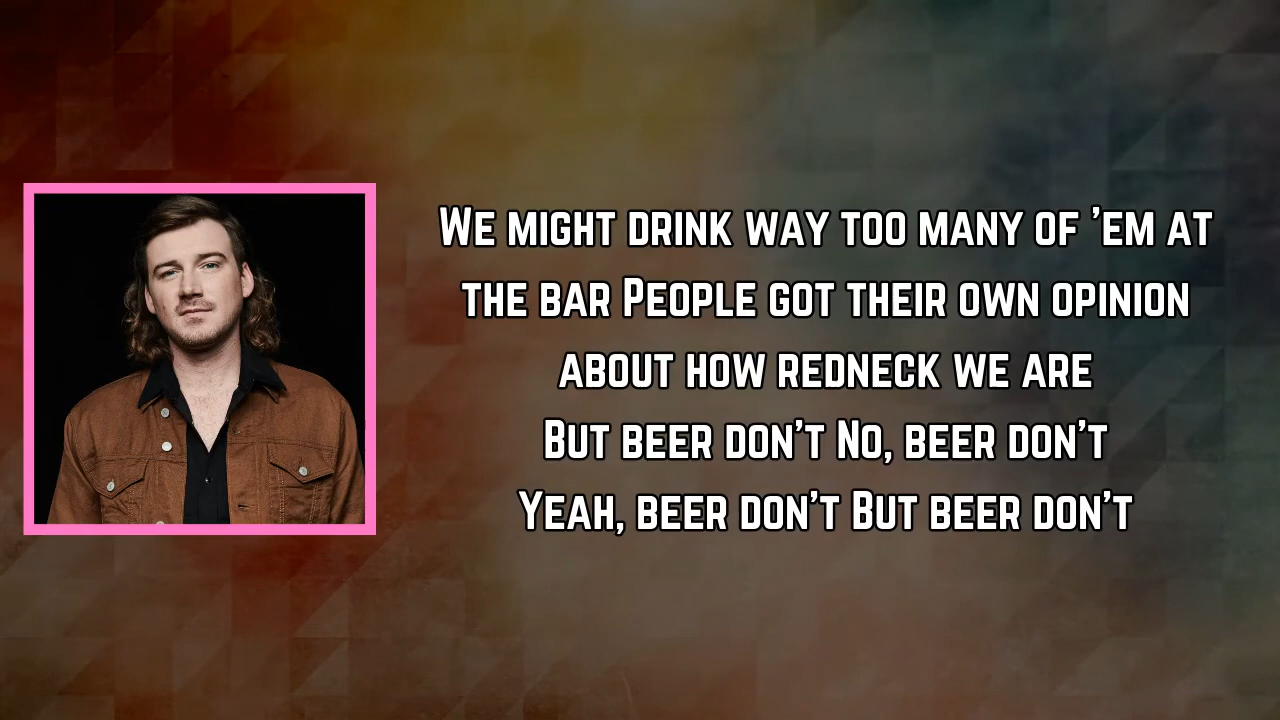 We might drink way too many of ’em at
the bar People got their own opinion
about how redneck we are
But beer don’t No, beer don’t
Yeah, beer don’t But beer don’t